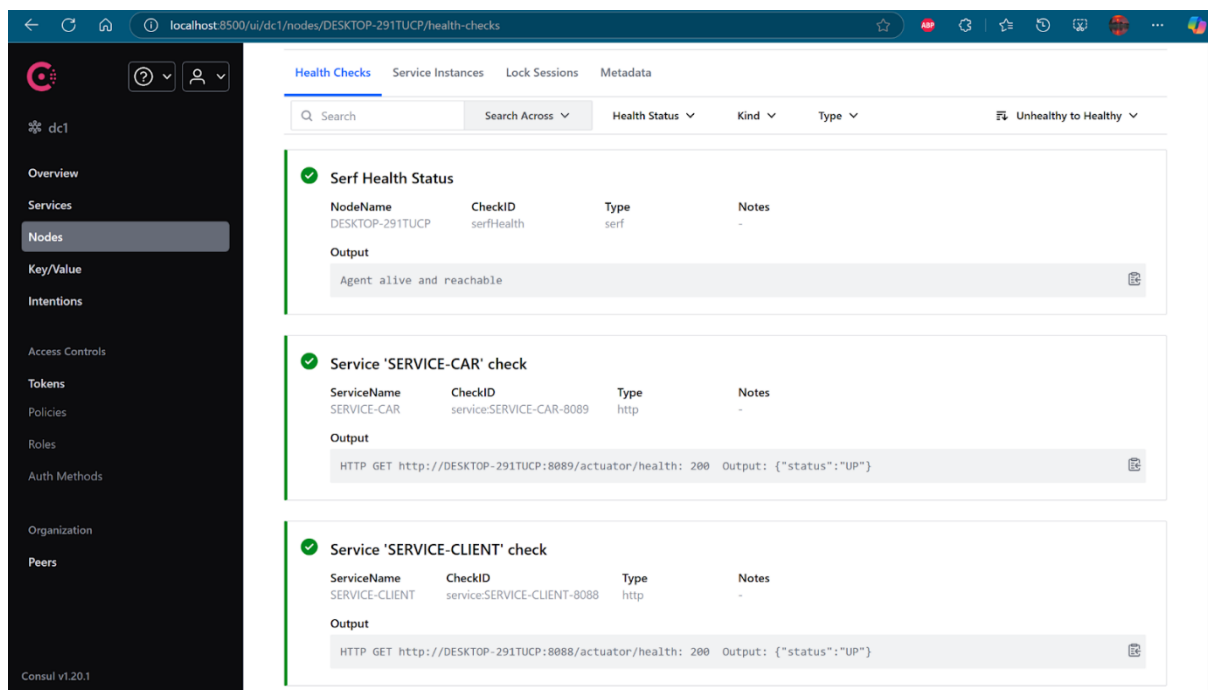 localhost:8500/ui/dc1/nodes/DESKTOP-291TUCP/health-checks
ABP
dc1
Overview
Services
Nodes
Key/Value
Intentions
Access Controls
Tokens
Policies
Roles
Auth Methods
Organization
Peers
Consul v1.20.1
Health Checks Service Instances Lock Sessions Metadata
Search Search Across Health Status Kind Type Unhealthy to Healthy
Serf Health Status
NodeName CheckID Type Notes
DESKTOP-291TUCP serfHealth serf -
Output
Agent alive and reachable
Service 'SERVICE-CAR' check
ServiceName CheckID Type Notes
SERVICE-CAR service:SERVICE-CAR-8089 http -
Output
HTTP GET http://DESKTOP-291TUCP:8089/actuator/health: 200 Output: {"status":"UP"}
Service 'SERVICE-CLIENT' check
ServiceName CheckID Type Notes
SERVICE-CLIENT service:SERVICE-CLIENT-8088 http -
Output
HTTP GET http://DESKTOP-291TUCP:8088/actuator/health: 200 Output: {"status":"UP"}